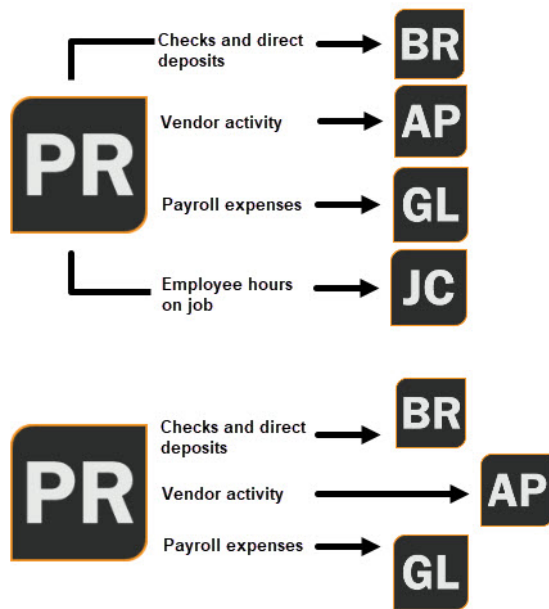 Checks and direct
deposits
BR
PR
Vendor activity
AP
Payroll expenses
GL
Employee hours
on job
JC
Checks and direct
deposits
BR
PR
Vendor activity
AP
Payroll expenses
GL